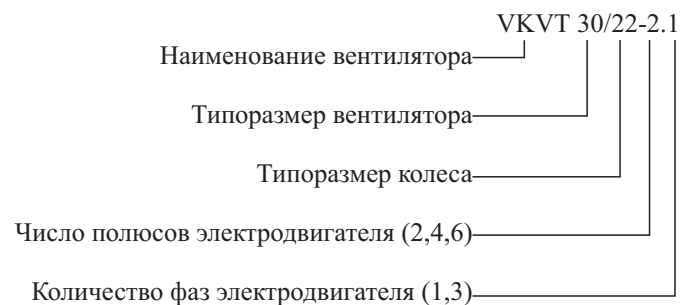 VKVT 30/22-2.1
Наименование вентилятора
Типоразмер вентилятора
Типоразмер колеса
Число полюсов электродвигателя (2,4,6)
Количество фаз электродвигателя (1,3)